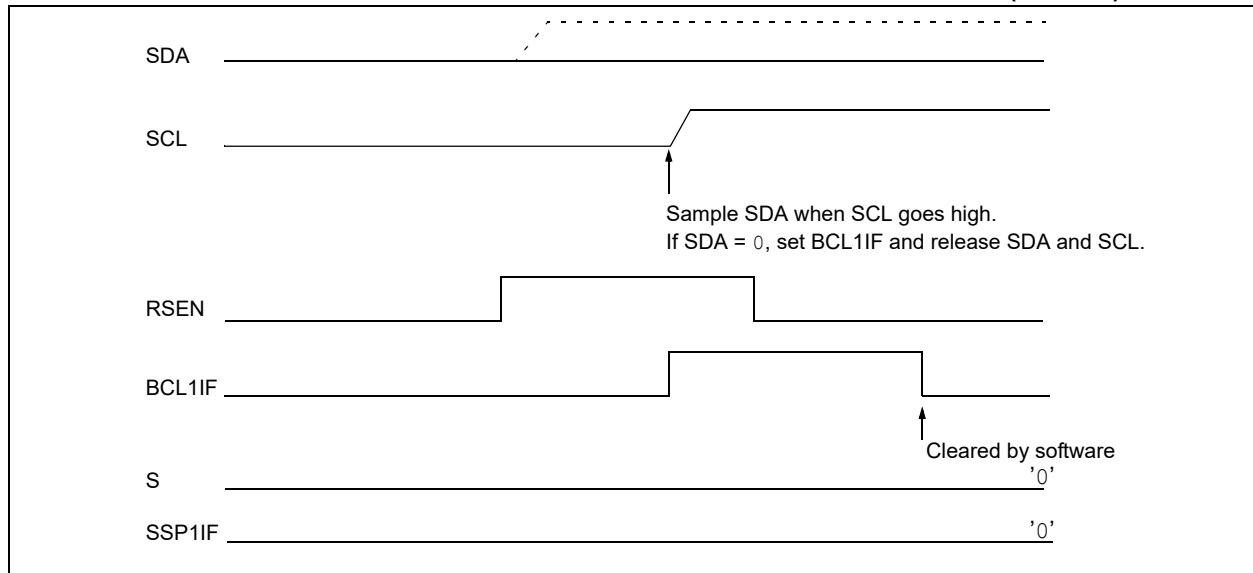 SDA
SCL
Sample SDA when SCL goes high.
If SDA = 0, set BCL1IF and release SDA and SCL.
RSEN
BCL1IF
Cleared by software
S
'0'
SSP1IF
'0'